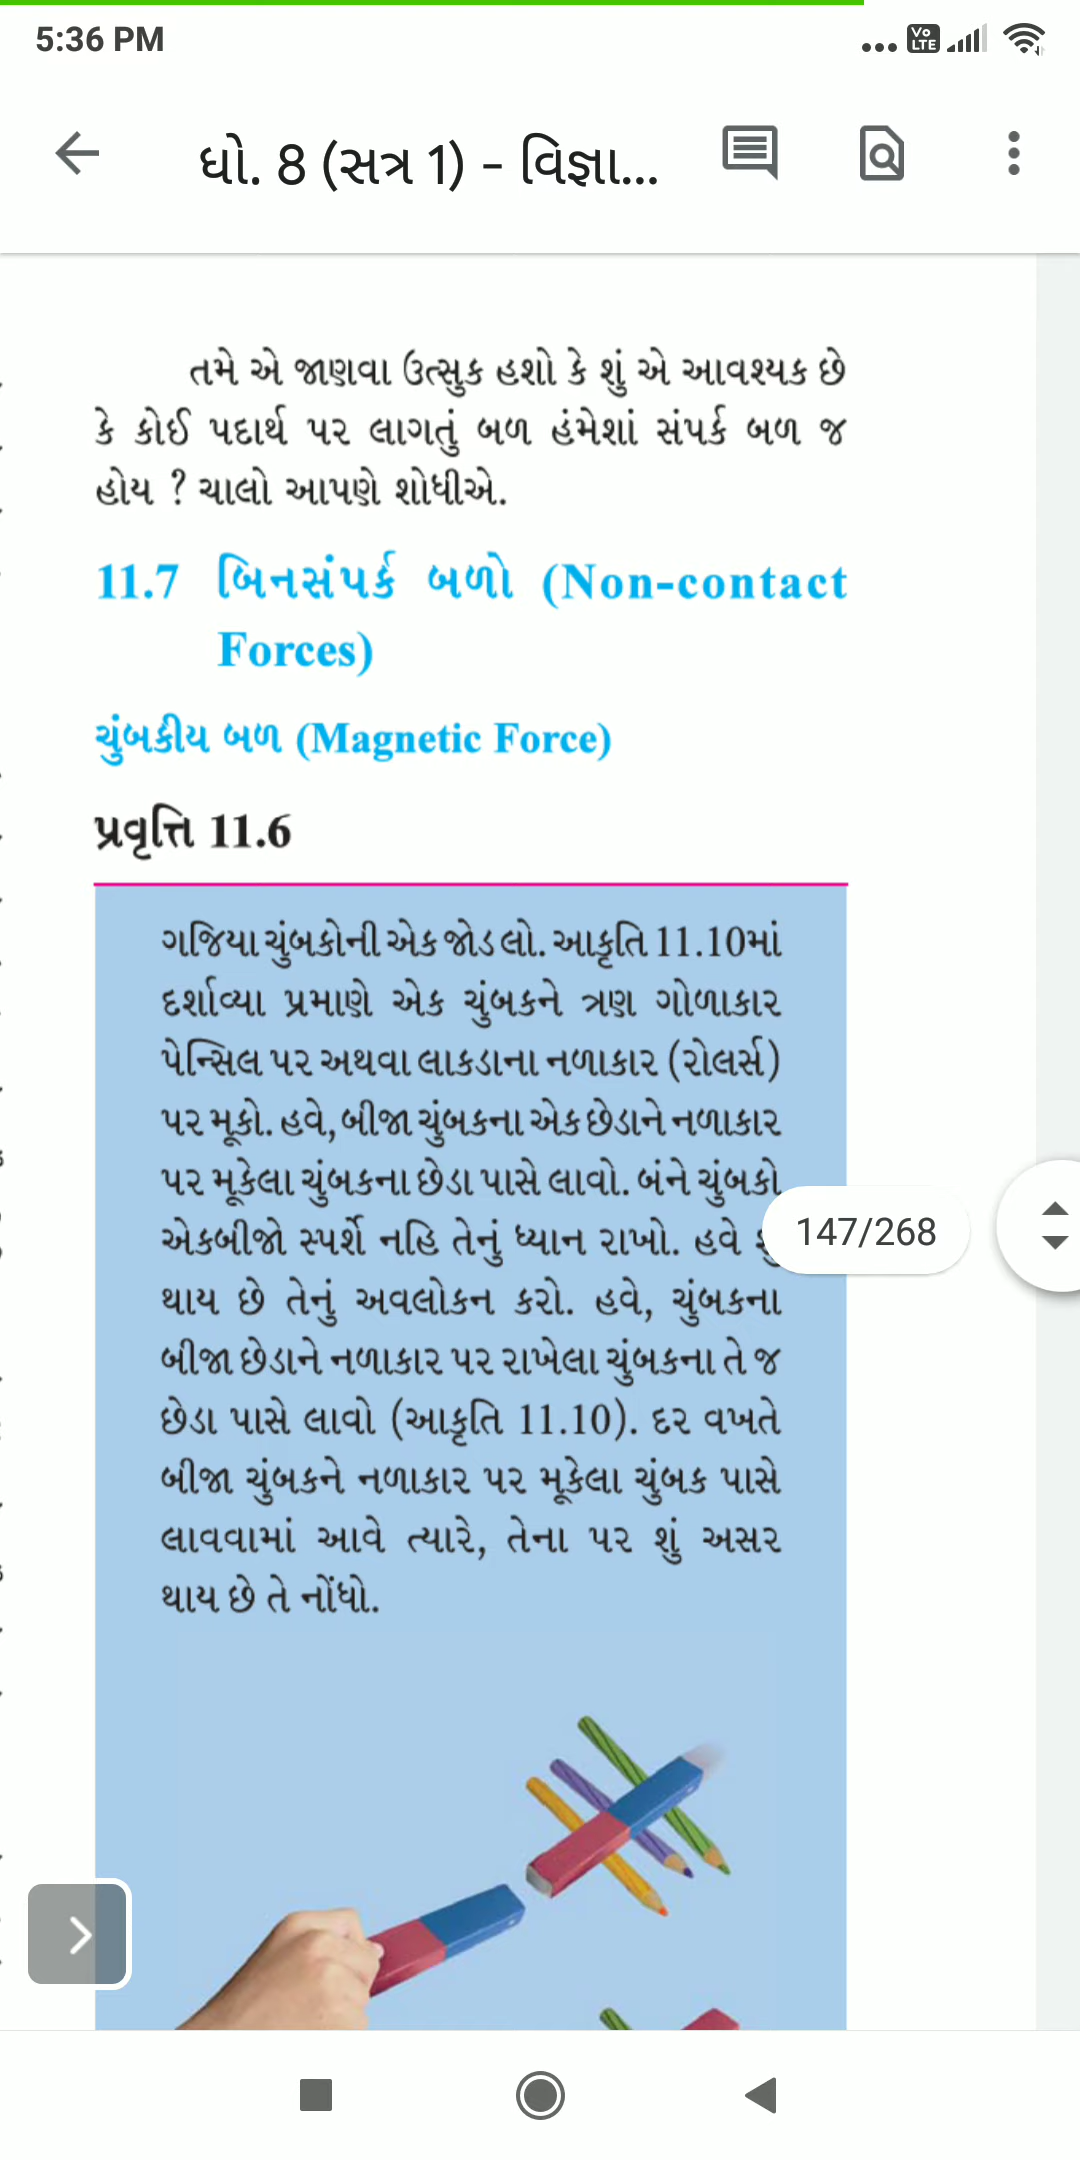 5:36 PM
Vo LTE
ધો. 8 (સત્ર 1) - વિજ્ઞા...
તમે એ જાણવા ઉત્સુક હશો કે શું એ આવશ્યક છે
કે કોઈ પદાર્થ પર લાગતું બળ હંમેશાં સંપર્ક બળ જ
હોય ? ચાલો આપણે શોધીએ.
11.7 બિનસંપર્ક બળો (Non-contact
Forces)
ચુંબકીય બળ (Magnetic Force)
પ્રવૃત્તિ 11.6
ગજિયા ચુંબકોની એક જોડ લો. આકૃતિ 11.10માં
દર્શાવ્યા પ્રમાણે એક ચુંબકને ત્રણ ગોળાકાર
પેન્સિલ પર અથવા લાકડાના નળાકાર (રોલર્સ)
પર મૂકો. હવે, બીજા ચુંબકના એક છેડાને નળાકાર
પર મૂકેલા ચુંબકના છેડા પાસે લાવો. બંને ચુંબકો
એકબીજો સ્પર્શે નહિ તેનું ધ્યાન રાખો. હવે
147/268
થાય છે તેનું અવલોકન કરો. હવે, ચુંબકના
બીજા છેડાને નળાકાર પર રાખેલા ચુંબકના તે જ
છેડા પાસે લાવો (આકૃતિ 11.10). દર વખતે
બીજા ચુંબકને નળાકાર પર મૂકેલા ચુંબક પાસે
લાવવામાં આવે ત્યારે, તેના પર શું અસર
થાય છે તે નોંધો.